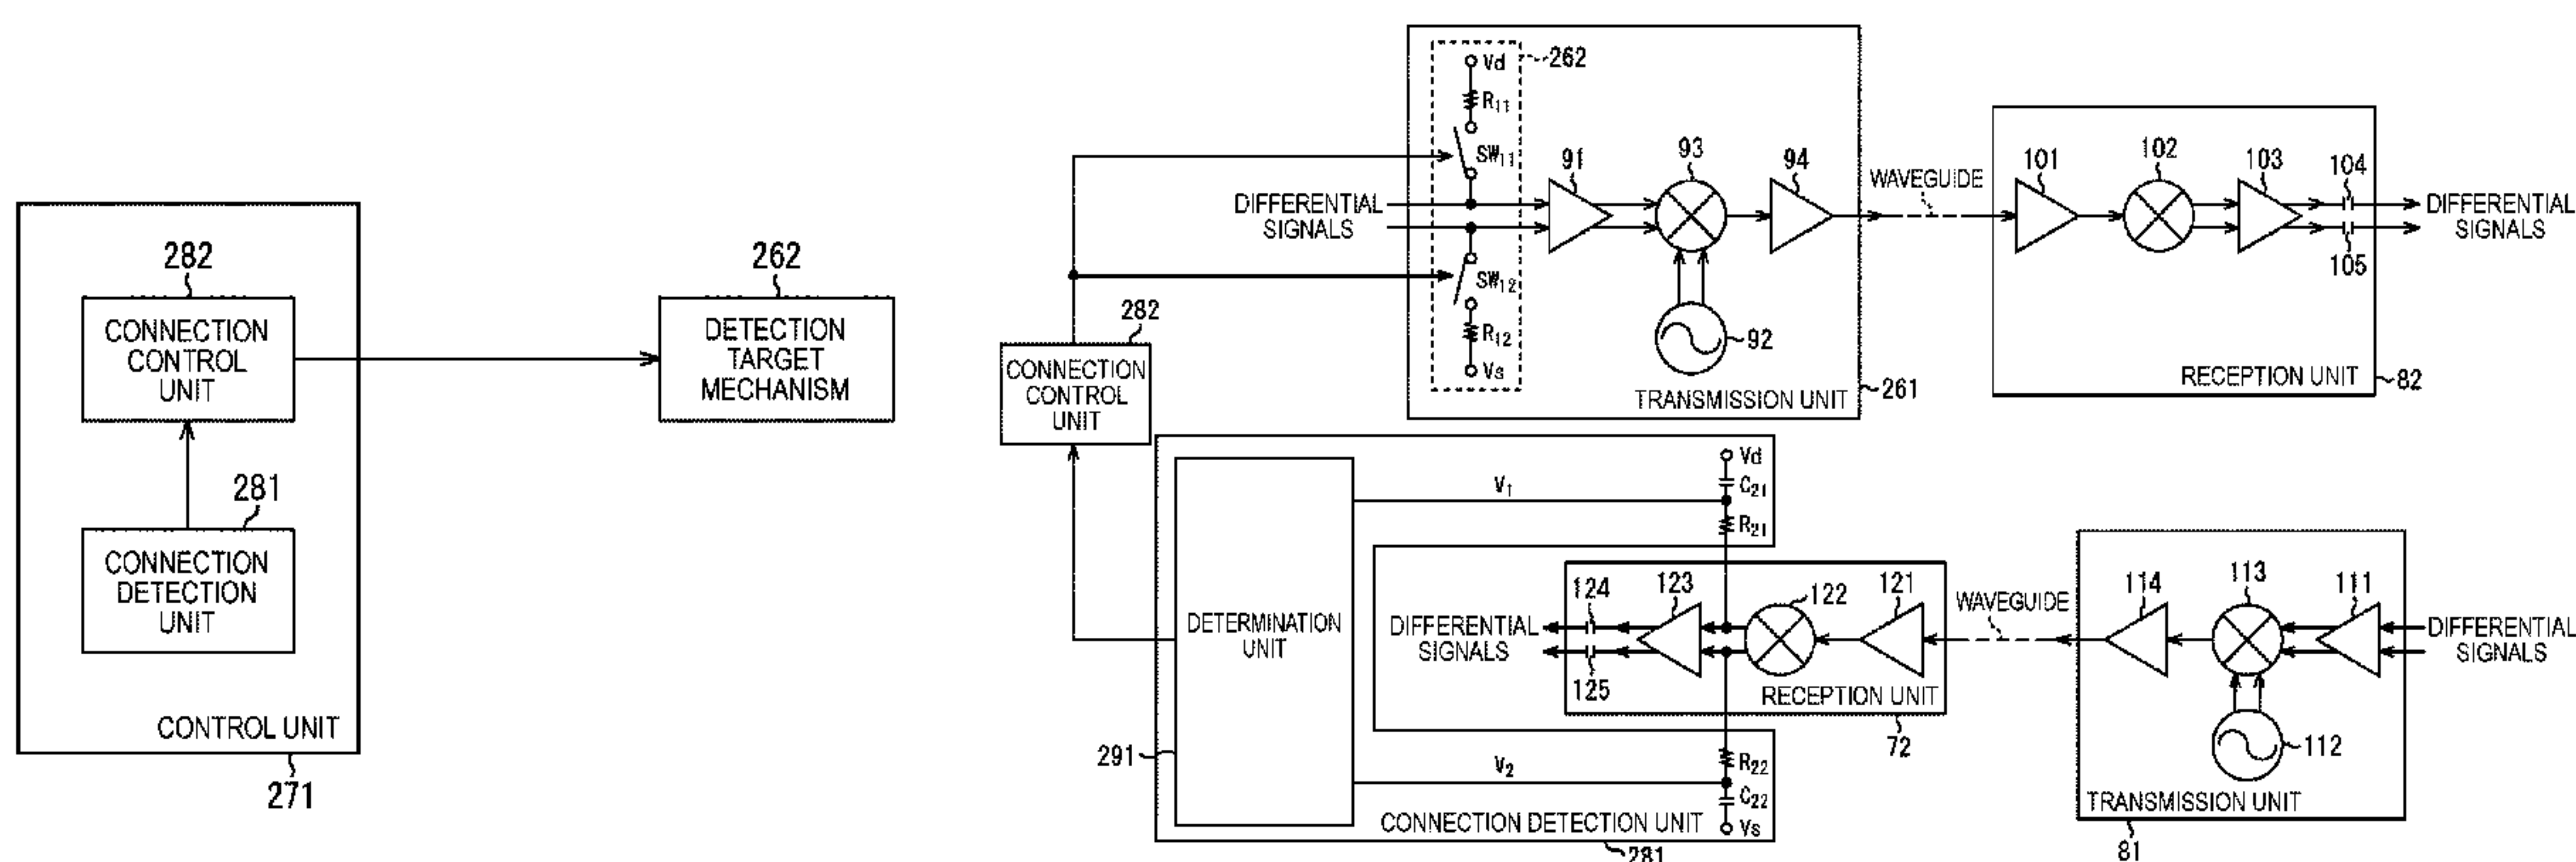 282
CONNECTION
CONTROL
UNIT
281
CONNECTION
DETECTION
UNIT
CONTROL UNIT
271
262
DETECTION
TARGET
MECHANISM
Vd
262
R11
SW11
DIFFERENTIAL
SIGNALS
SW12
R12
Vs
91
93
94
92
TRANSMISSION UNIT
261
WAVEGUIDE
101
102
103
104
105
DIFFERENTIAL
SIGNALS
RECEPTION UNIT
82
282
CONNECTION
CONTROL
UNIT
DETERMINATION
UNIT
291
V1
V2
Vd
C21
R21
R22
C22
Vs
CONNECTION DETECTION UNIT
281
DIFFERENTIAL
SIGNALS
124
125
123
122
121
RECEPTION UNIT
72
WAVEGUIDE
114
113
111
112
DIFFERENTIAL
SIGNALS
TRANSMISSION UNIT
81